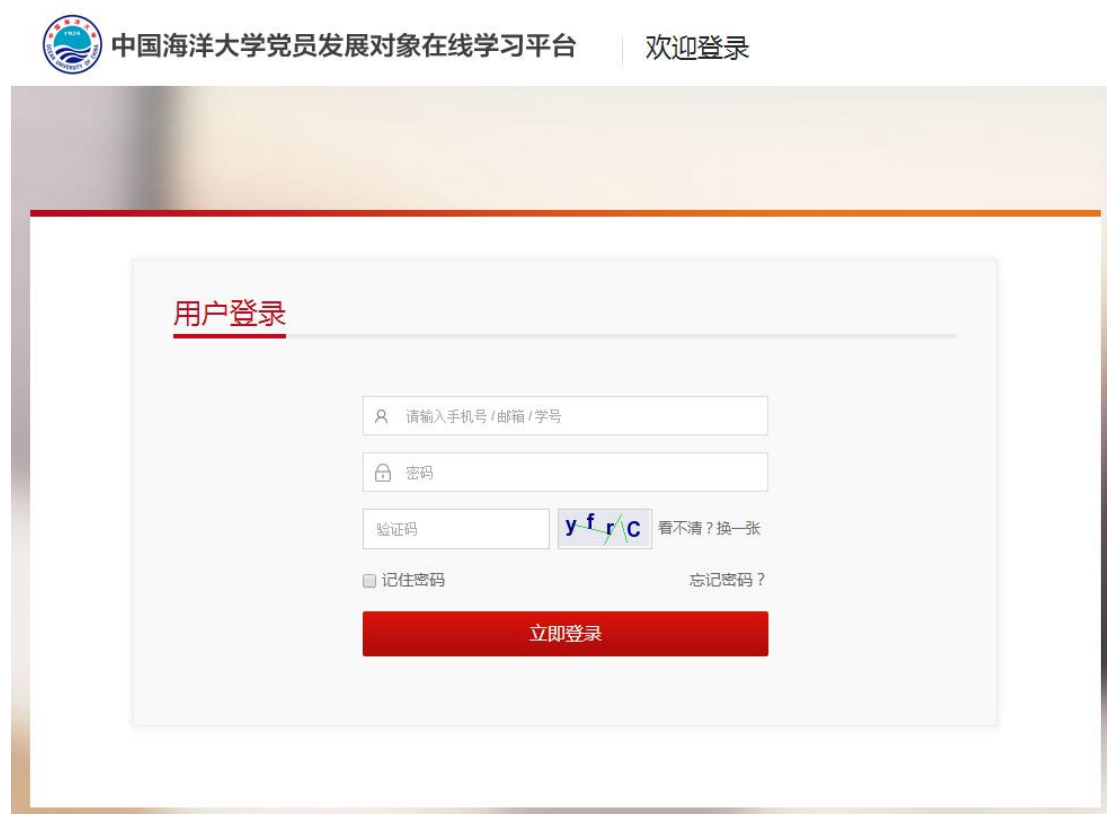 中国海洋大学党员发展对象在线学习平台 欢迎登录
用户登录
请输入手机号/邮箱/学号
密码
验证码 yfrC 看不清?换一张
记住密码 忘记密码?
立即登录